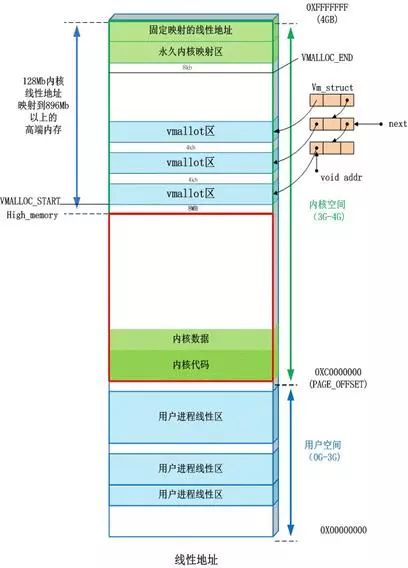 0XFFFFFFF
(4GB)
固定映射的线性地址
永久内核映射区
8kb
VMALLOC_END
128Mb内核
线性地址
映射到896Mb
以上的
高端内存
Vm_struct
vmallot区
next
4kb
vmallot区
4kb
void addr
vmallot区
VMALLOC_START
8MB
High_memory
内核空间
(3G-4G)
内核数据
内核代码
0XC0000000
(PAGE_OFFSET)
用户进程线性区
用户空间
(0G-3G)
用户进程线性区
用户进程线性区
0X00000000
线性地址